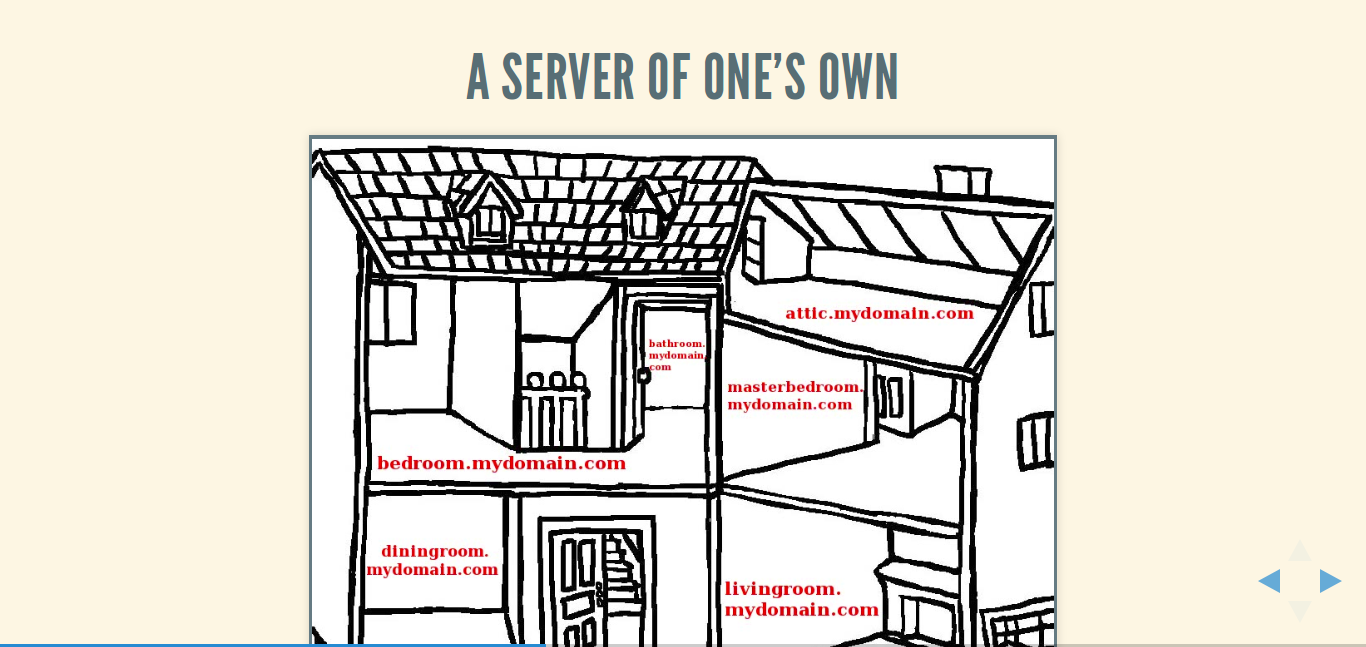 A SERVER OF ONE’S OWN
attic.mydomain.com
bathroom.
mydomain.
com
masterbedroom.
mydomain.com
bedroom.mydomain.com
diningroom.
mydomain.com
livingroom.
mydomain.com